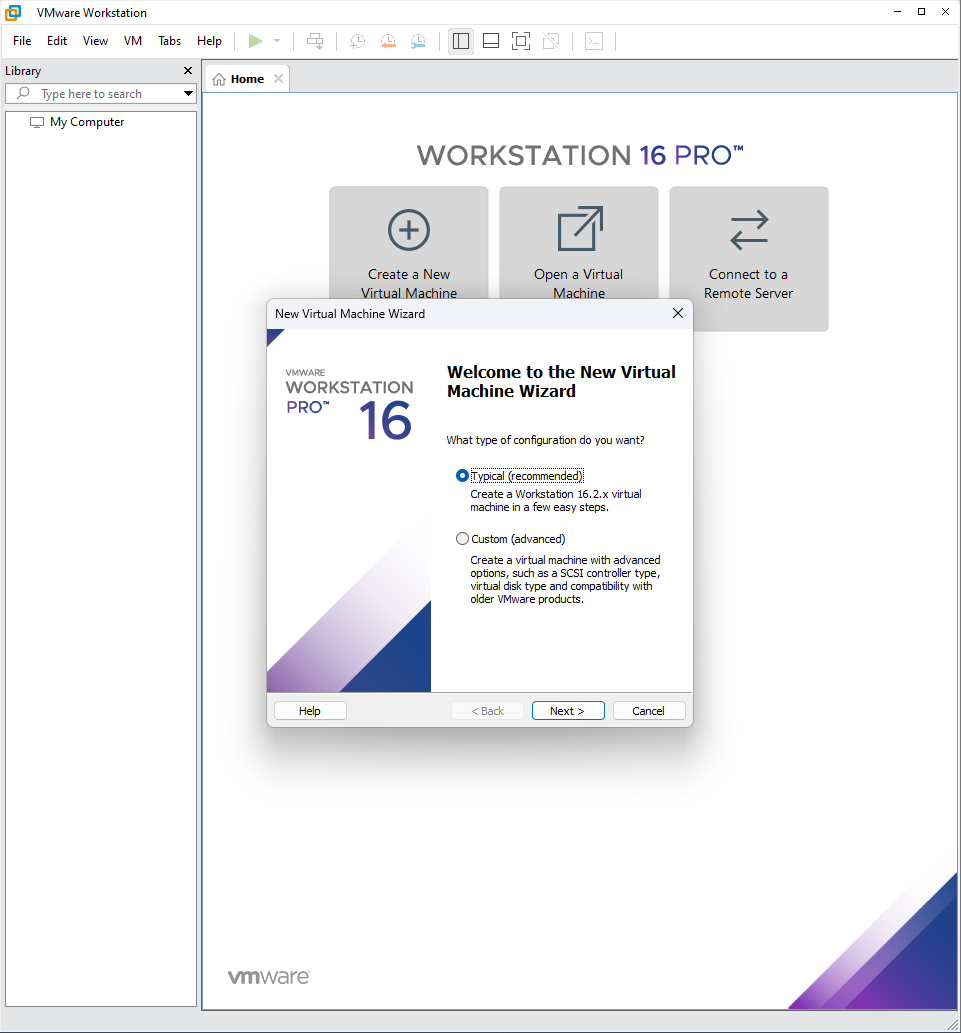 VMware Workstation
File Edit View VM Tabs Help
Library
Type here to search
My Computer
Home
WORKSTATION 16 PRO™
Create a New
Virtual Machine
Open a Virtual
Machine
Connect to a
Remote Server
New Virtual Machine Wizard
VMWARE
WORKSTATION
PRO™ 16
Welcome to the New Virtual
Machine Wizard
What type of configuration do you want?
Typical (recommended)
Create a Workstation 16.2.x virtual
machine in a few easy steps.
Custom (advanced)
Create a virtual machine with advanced
options, such as a SCSI controller type,
virtual disk type and compatibility with
older VMware products.
Help < Back Next > Cancel
vmware